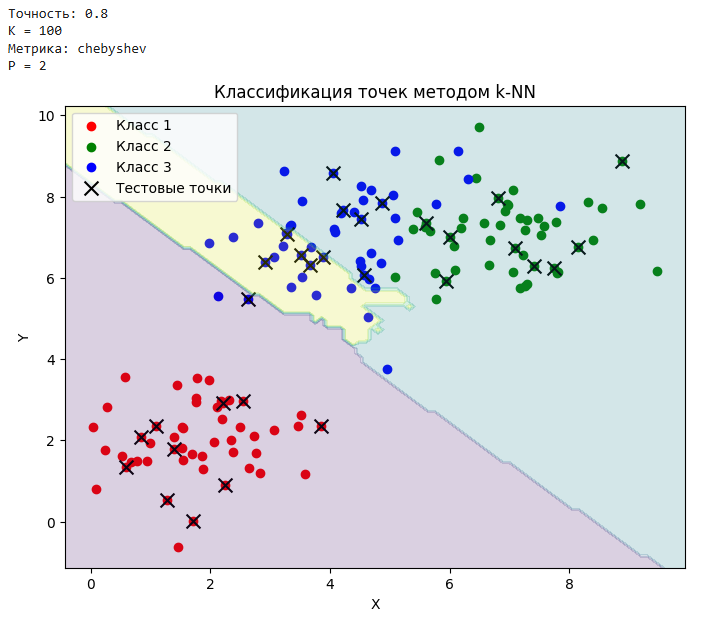 Точность: 0.8
K = 100
Метрика: chebyshev
P = 2
Классификация точек методом k-NN
Класс 1
Класс 2
Класс 3
Тестовые точки
10
8
6
4
2
0
Y
0 2 4 6 8
X